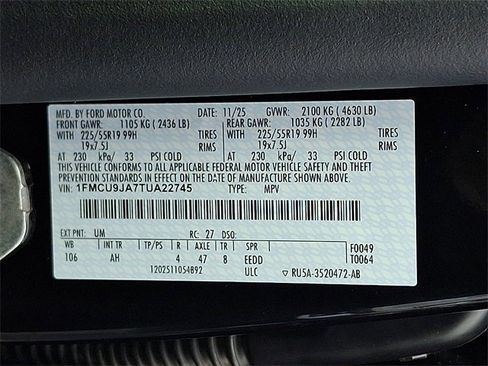 MFD. BY FORD MOTOR CO. DATE: 11/25 GVWR: 2100 KG ( 4630 LB)
FRONT GAWR: 1105 KG ( 2436 LB) REAR GAWR: 1035 KG ( 2282 LB)
WITH 225/55R19 99H TIRES WITH 225/55R19 99H TIRES
19x7.5J RIMS 19x7.5J RIMS
AT 230 kPa/ 33 PSI COLD AT 230 kPa/ 33 PSI COLD
THIS VEHICLE CONFORMS TO ALL APPLICABLE FEDERAL MOTOR VEHICLE SAFETY AND THEFT
PREVENTION STANDARDS IN EFFECT ON THE DATE OF MANUFACTURE SHOWN ABOVE.
VIN: 1FMCU9JA7TUA22745 TYPE: MPV
EXT PNT: UM RC: 27 DSO:
WB INT TR TP/PS R AXLE TR SPR F0049
106 AH 4 47 8 EEDD T0064
1202511054892 ULC ▽ RU5A-3520472-AB